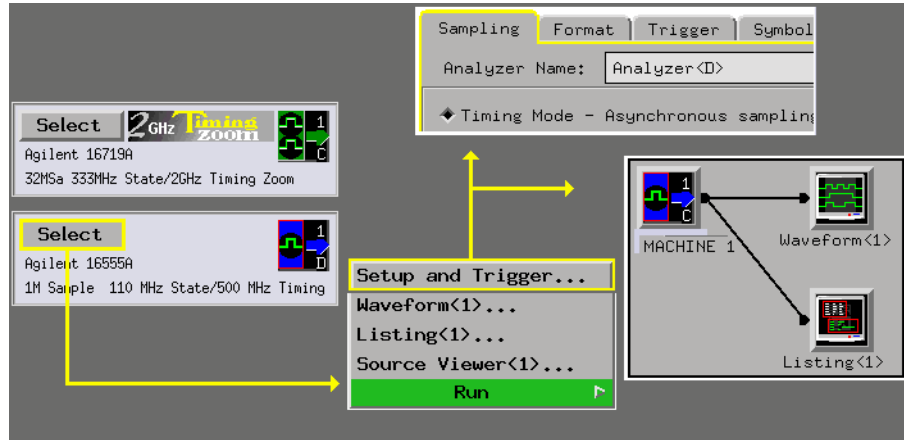 Sampling Format Trigger Symbol
Analyzer Name: Analyzer<D>
Timing Mode - Asynchronous sampling
Select 2GHz Timing zoom 1 C
Agilent 16719A
32MSa 333MHz State/2GHz Timing Zoom
Select 1 D
Agilent 16555A
1M Sample 110 MHz State/500 MHz Timing
Setup and Trigger...
Waveform<1>...
Listing<1>...
Source Viewer<1>...
Run
1 C
MACHINE 1
Waveform<1>
Listing<1>